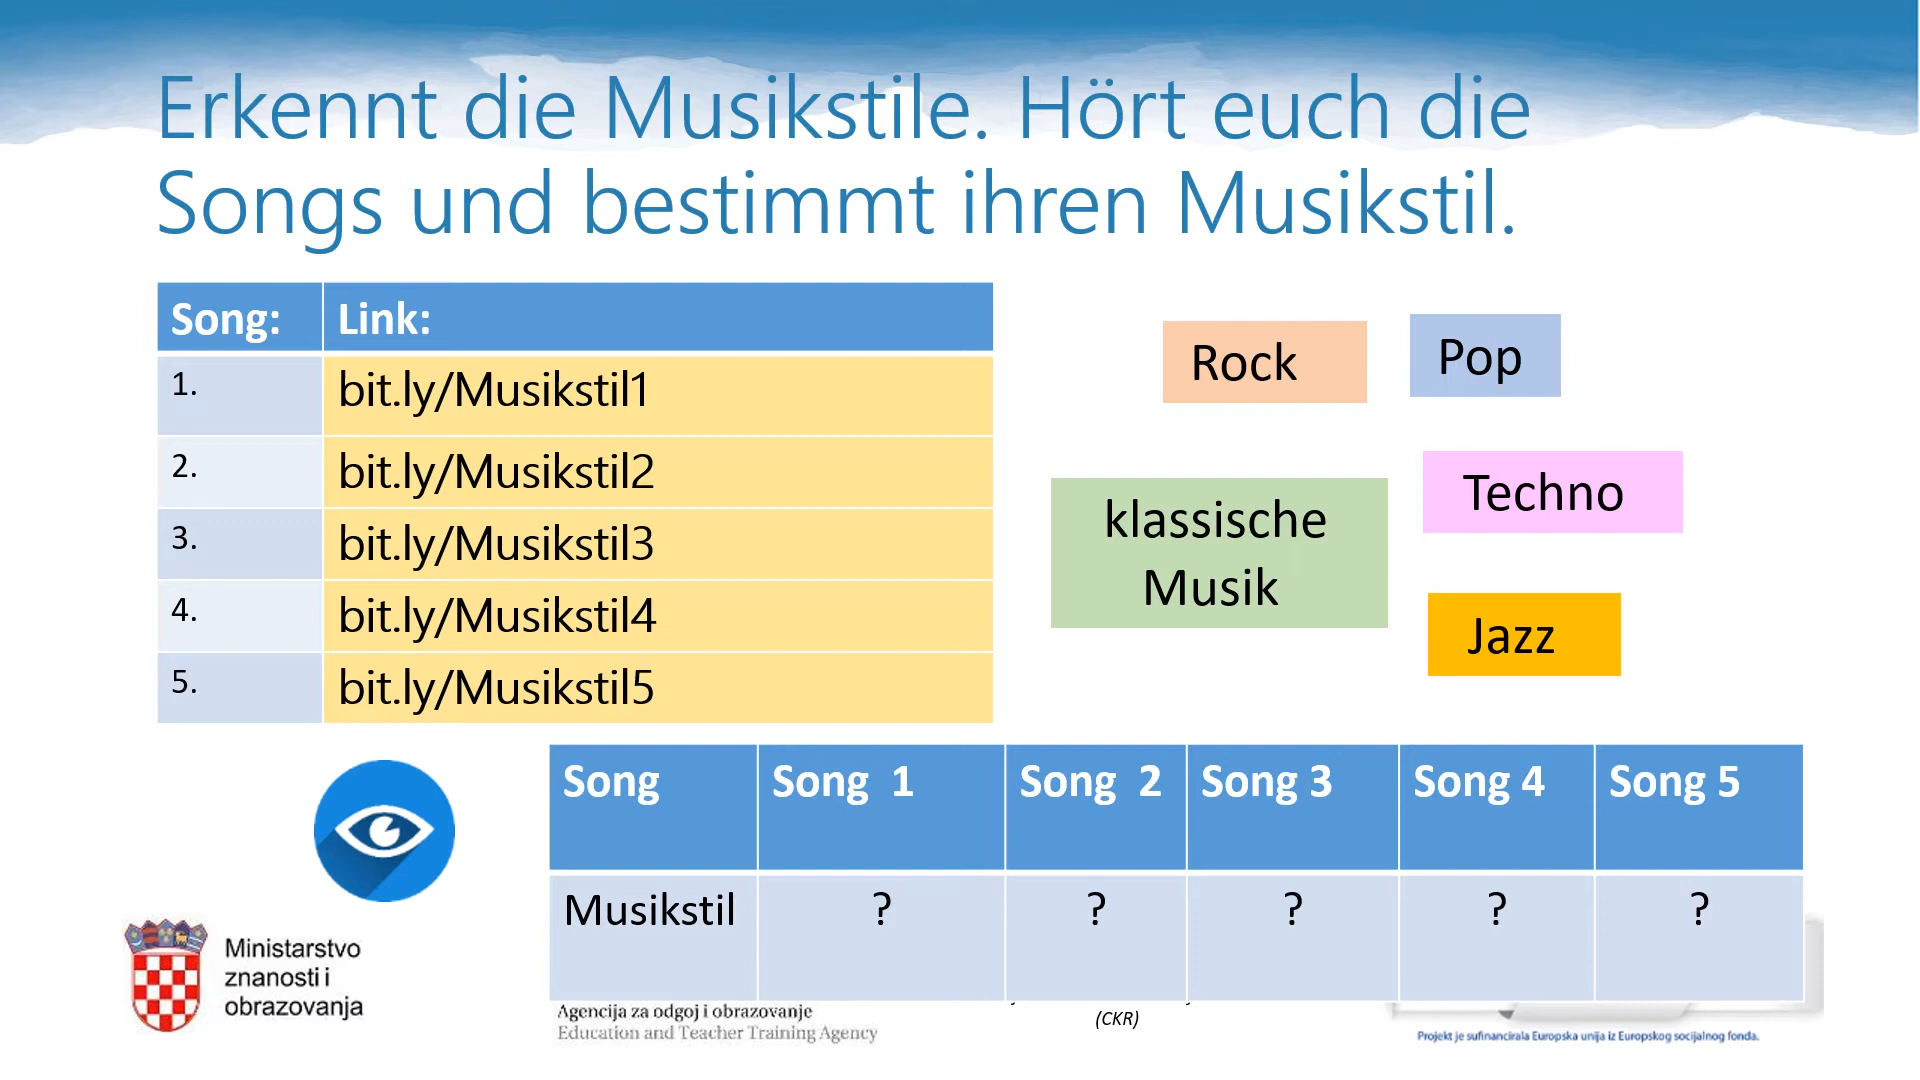 Erkennt die Musikstile. Hört euch die
Songs und bestimmt ihren Musikstil.
Song: Link:
1. bit.ly/Musikstil1
2. bit.ly/Musikstil2
3. bit.ly/Musikstil3
4. bit.ly/Musikstil4
5. bit.ly/Musikstil5
Rock
Pop
klassische
Musik
Techno
Jazz
Song Song 1 Song 2 Song 3 Song 4 Song 5
Musikstil ? ? ? ? ?
Ministarstvo
znanosti i
obrazovanja
Agencija za odgoj i obrazovanje
Education and Teacher Training Agency
(CKR)
Projekt je sufinancirala Europska unija iz Europskog socijalnog fonda.